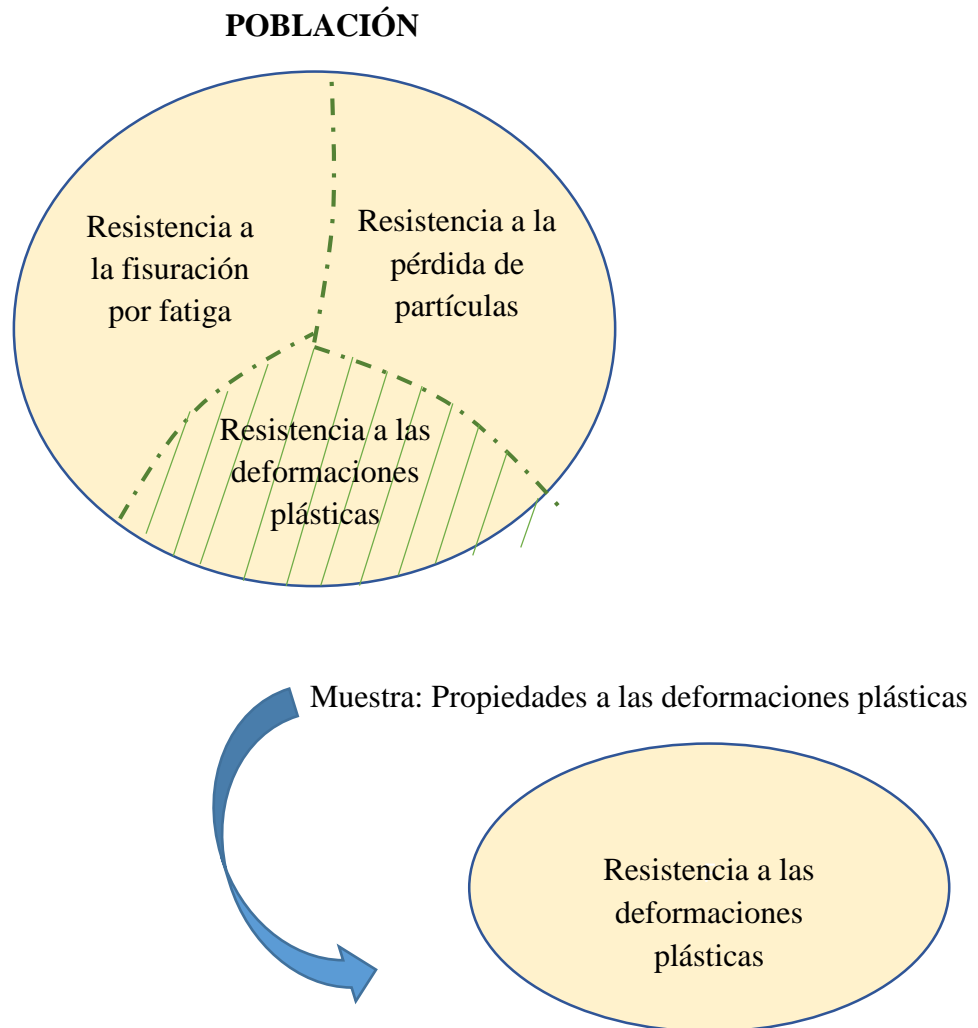 POBLACIÓN
Resistencia a
la fisuración
por fatiga
Resistencia a la
pérdida de
partículas
Resistencia a las
deformaciones
plásticas
Muestra: Propiedades a las deformaciones plásticas
Resistencia a las
deformaciones
plásticas